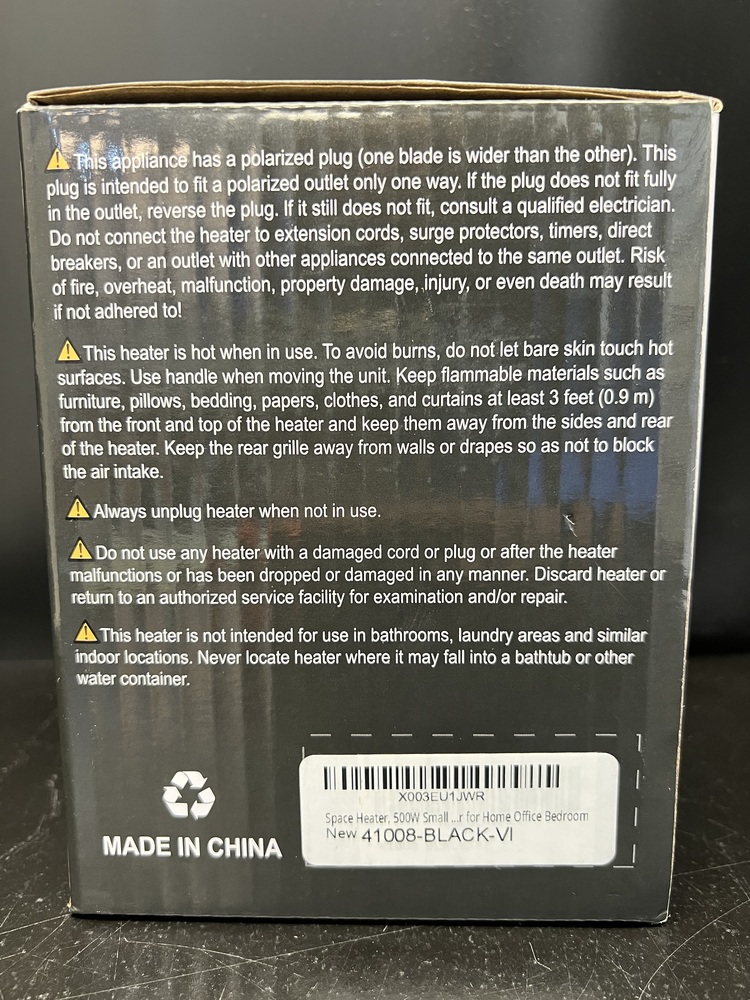 This appliance has a polarized plug (one blade is wider than the other). This
plug is intended to fit a polarized outlet only one way. If the plug does not fit fully
in the outlet, reverse the plug. If it still does not fit, consult a qualified electrician.
Do not connect the heater to extension cords, surge protectors, timers, direct
breakers, or an outlet with other appliances connected to the same outlet. Risk
of fire, overheat, malfunction, property damage, injury, or even death may result
if not adhered to!
This heater is hot when in use. To avoid burns, do not let bare skin touch hot
surfaces. Use handle when moving the unit. Keep flammable materials such as
furniture, pillows, bedding, papers, clothes, and curtains at least 3 feet (0.9 m)
from the front and top of the heater and keep them away from the sides and rear
of the heater. Keep the rear grille away from walls or drapes so as not to block
the air intake.
Always unplug heater when not in use.
Do not use any heater with a damaged cord or plug or after the heater
malfunctions or has been dropped or damaged in any manner. Discard heater or
return to an authorized service facility for examination and/or repair.
This heater is not intended for use in bathrooms, laundry areas and similar
indoor locations. Never locate heater where it may fall into a bathtub or other
water container.
MADE IN CHINA
X003EU1JWR
Space Heater, 500W Small ...r for Home Office Bedroom
New 41008-BLACK-VI